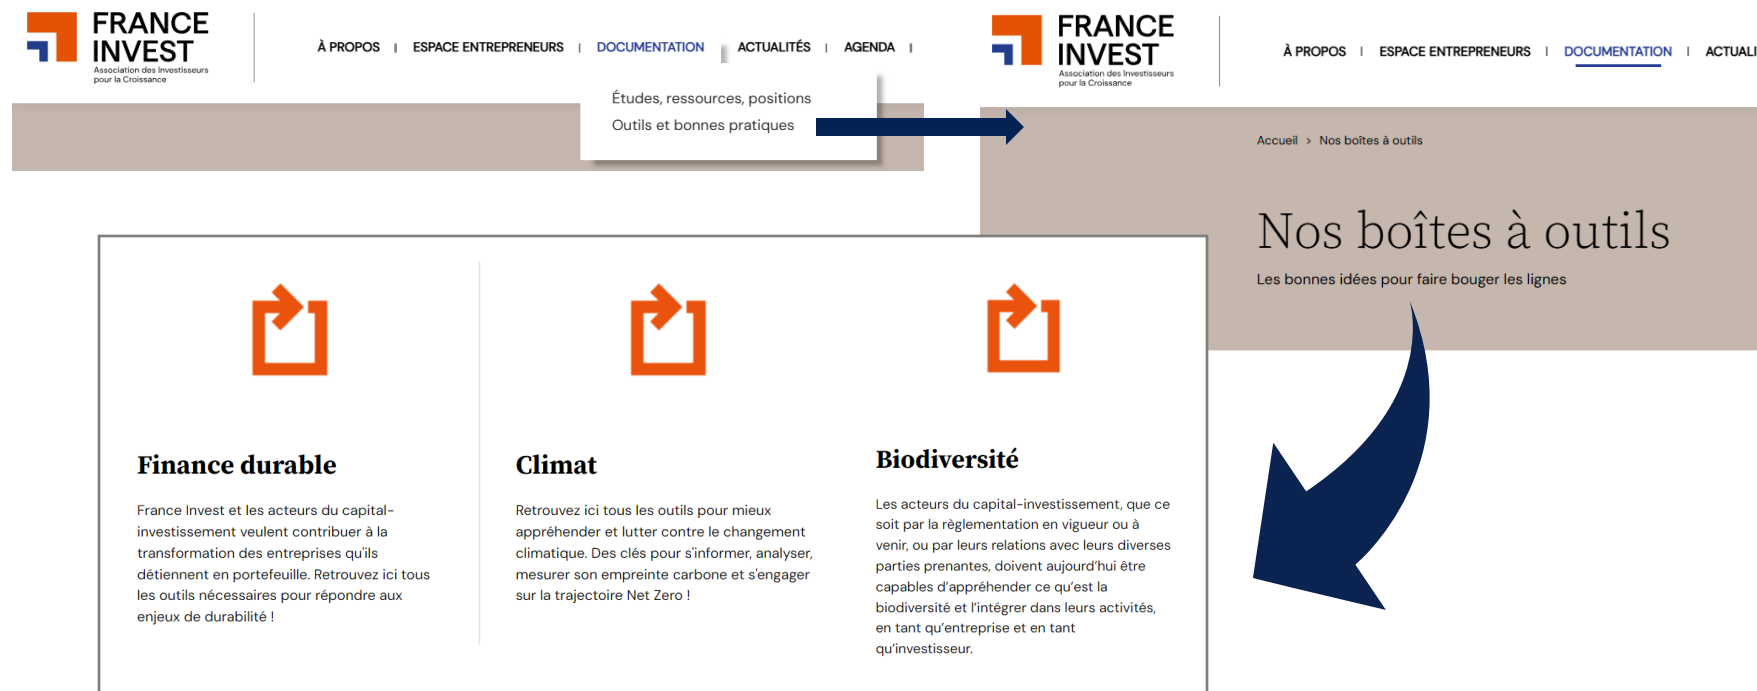 FRANCE
INVEST
Association des Investisseurs
pour la Croissance
À PROPOS | ESPACE ENTREPRENEURS | DOCUMENTATION | ACTUALITÉS | AGENDA |
Études, ressources, positions
Outils et bonnes pratiques
FRANCE
INVEST
Association des Investisseurs
pour la Croissance
À PROPOS | ESPACE ENTREPRENEURS | DOCUMENTATION | ACTUALI
Accueil > Nos boîtes à outils
Nos boîtes à outils
Les bonnes idées pour faire bouger les lignes
Finance durable
France Invest et les acteurs du capital-
investissement veulent contribuer à la
transformation des entreprises qu'ils
détiennent en portefeuille. Retrouvez ici tous
les outils nécessaires pour répondre aux
enjeux de durabilité !
Climat
Retrouvez ici tous les outils pour mieux
appréhender et lutter contre le changement
climatique. Des clés pour s'informer, analyser,
mesurer son empreinte carbone et s'engager
sur la trajectoire Net Zero !
Biodiversité
Les acteurs du capital-investissement, que ce
soit par la règlementation en vigueur ou à
venir, ou par leurs relations avec leurs diverses
parties prenantes, doivent aujourd'hui être
capables d'appréhender ce qu'est la
biodiversité et l'intégrer dans leurs activités,
en tant qu'entreprise et en tant
qu'investisseur.